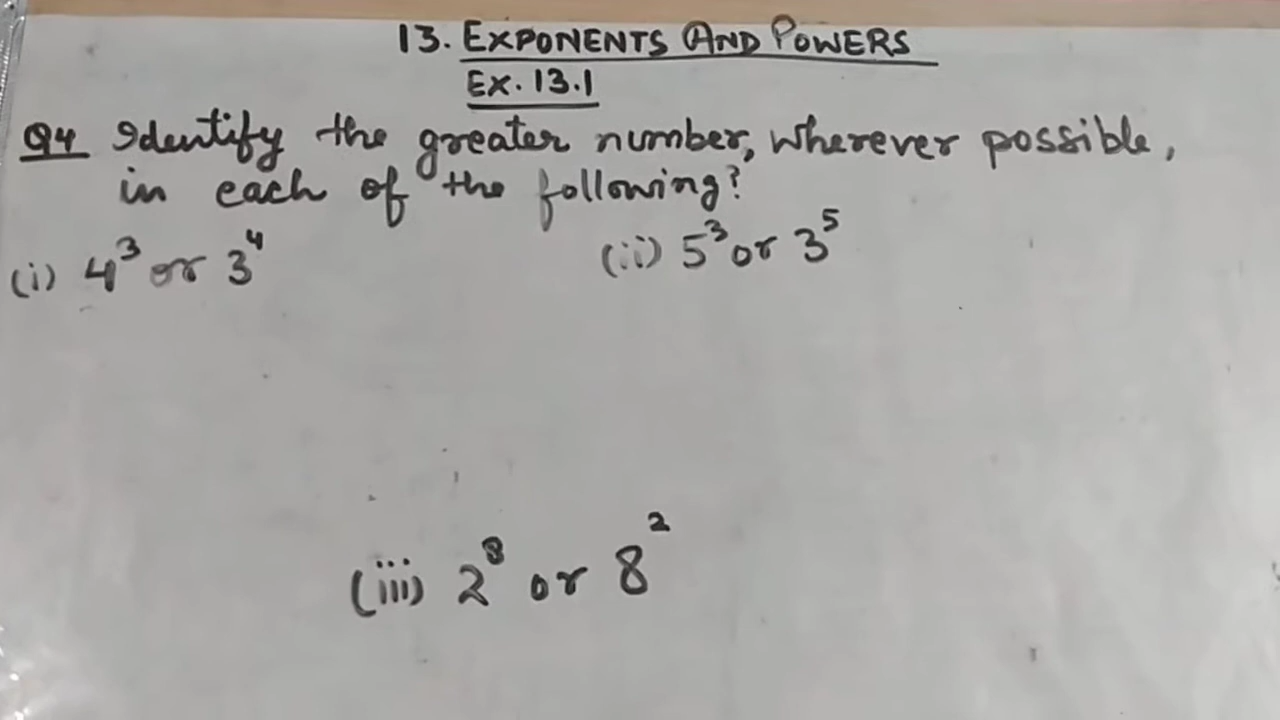 13. EXPONENTS AND POWERS
EX. 13.1
Q4 Identify the greater number, wherever possible,
in each of the following?
(i) 4³ or 3⁴ (ii) 5³ or 3⁵
(iii) 2⁸ or 8²